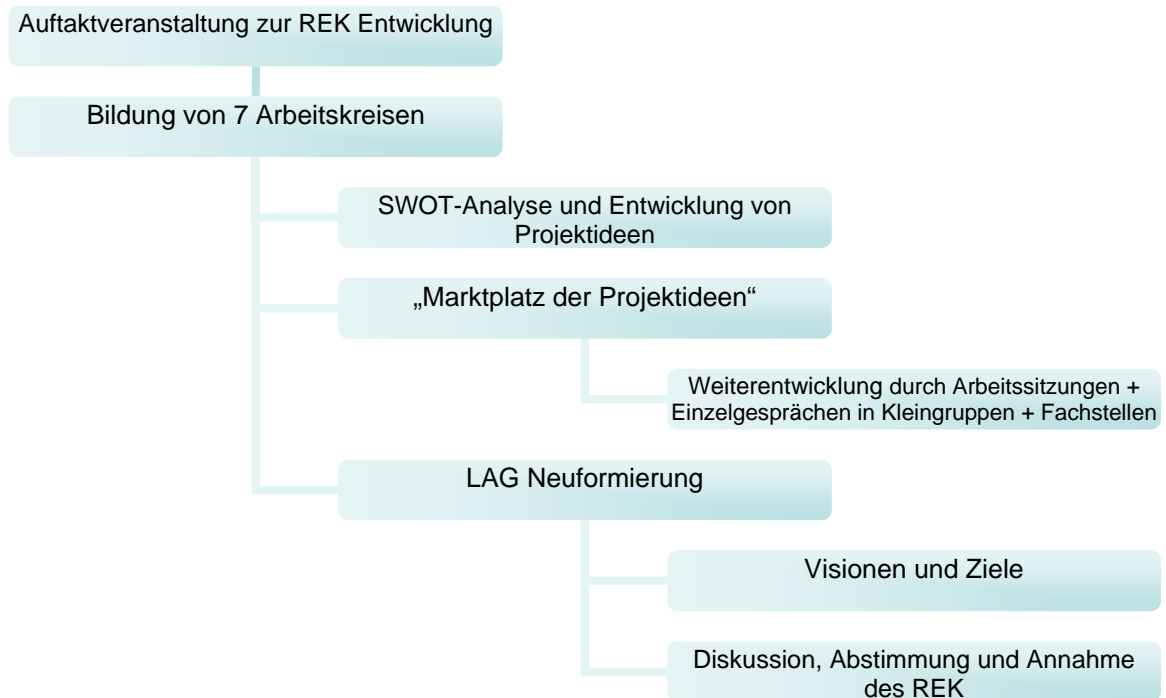 Auftaktveranstaltung zur REK Entwicklung
Bildung von 7 Arbeitskreisen
SWOT-Analyse und Entwicklung von
Projektideen
„Marktplatz der Projektideen“
Weiterentwicklung durch Arbeitssitzungen +
Einzelgesprächen in Kleingruppen + Fachstellen
LAG Neuformierung
Visionen und Ziele
Diskussion, Abstimmung und Annahme
des REK